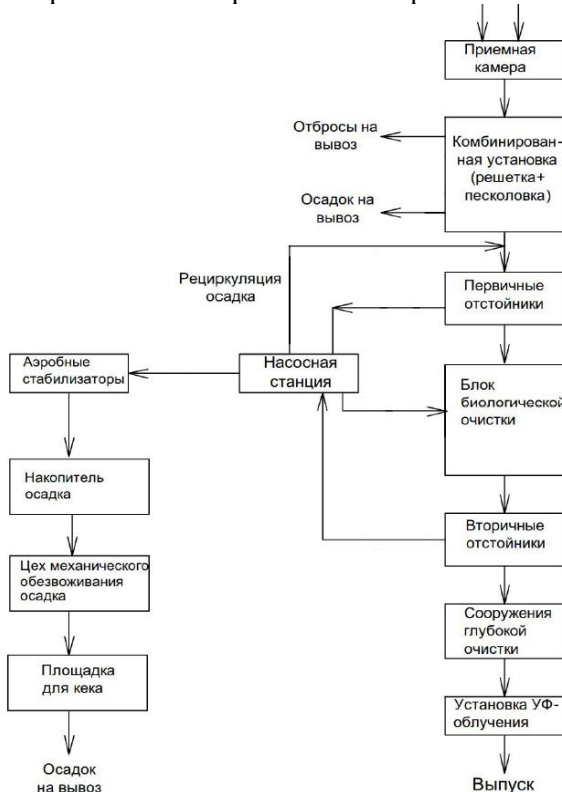 Приемная
камера
Отбросы на
вывоз
Комбинирован-
ная установка
(решетка+
песколовка)
Осадок на
вывоз
Рециркуляция
осадка
Первичные
отстойники
Аэробные
стабилизаторы
Насосная
станция
Блок
биологической
очистки
Накопитель
осадка
Вторичные
отстойники
Цех механического
обезвоживания
осадка
Сооружения
глубокой
очистки
Площадка
для кека
Установка УФ-
облучения
Осадок
на вывоз
Выпуск